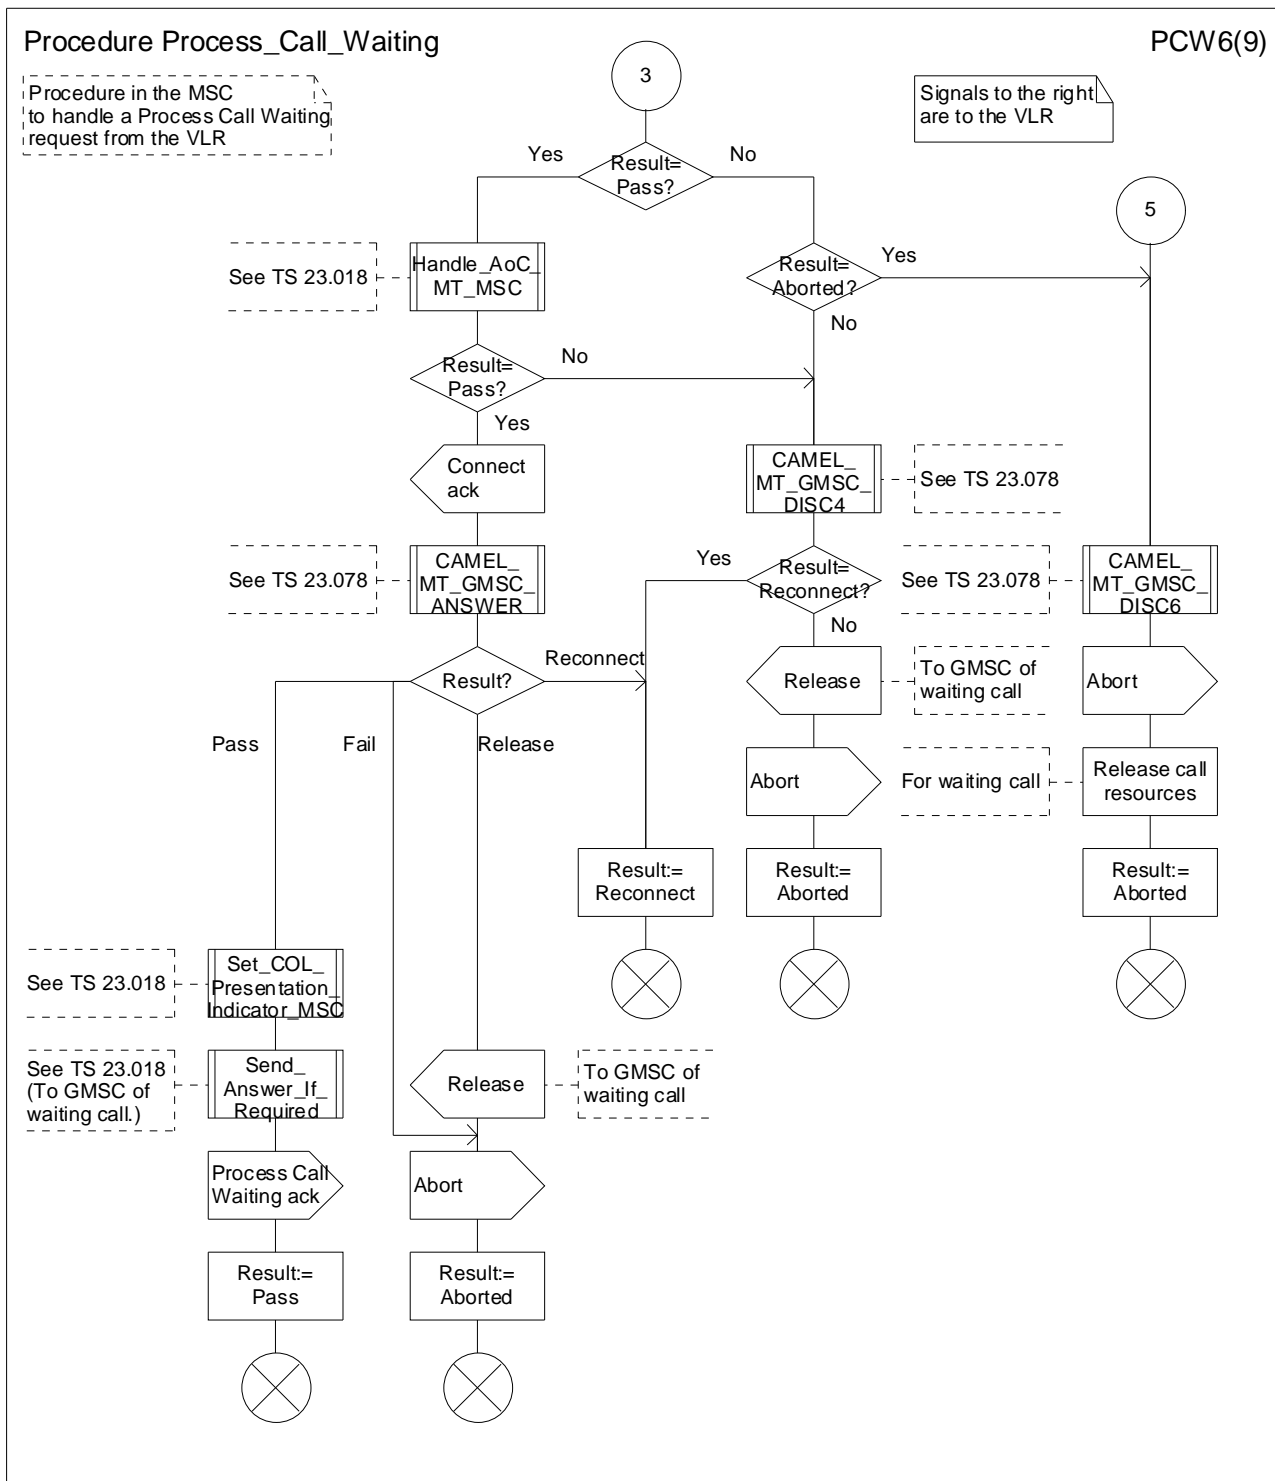 Procedure Process_Call_Waiting
PCW6(9)
Procedure in the MSC
to handle a Process Call Waiting
request from the VLR
3
Signals to the right
are to the VLR
Yes
Result=
Pass?
No
5
See TS 23.018
Handle_AoC_
MT_MSC
Result=
Aborted?
Yes
No
Result=
Pass?
No
Yes
Connect
ack
CAMEL_
MT_GMSC_
DISC4
See TS 23.078
See TS 23.078
CAMEL_
MT_GMSC_
ANSWER
Yes
Result=
Reconnect?
No
See TS 23.078
CAMEL_
MT_GMSC_
DISC6
Result?
Reconnect
Release
To GMSC of
waiting call
Abort
Pass
Fail
Release
Abort
For waiting call
Release call
resources
Result:=
Reconnect
Result:=
Aborted
Result:=
Aborted
See TS 23.018
Set_COL_
Presentation_
Indicator_MSC
See TS 23.018
(To GMSC of
waiting call.)
Send_
Answer_If_
Required
Release
To GMSC of
waiting call
Process Call
Waiting ack
Abort
Result:=
Pass
Result:=
Aborted